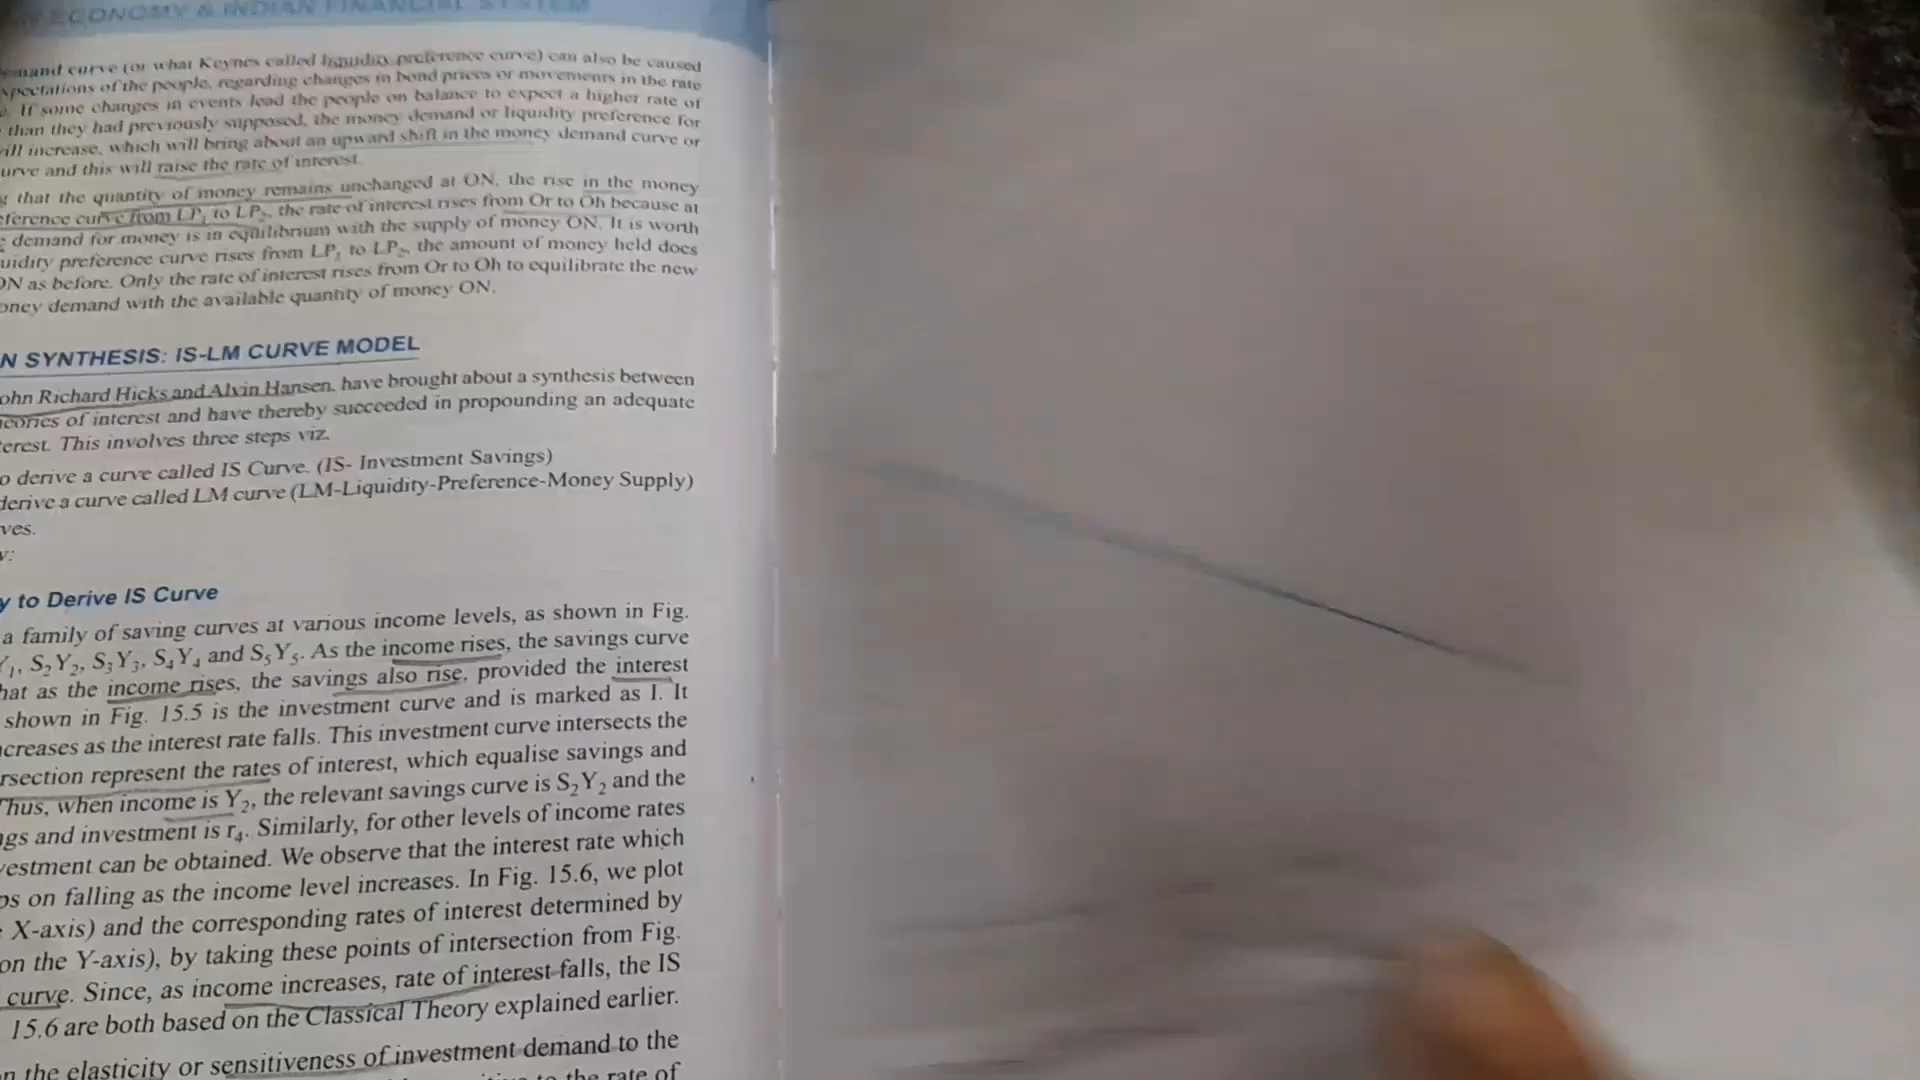 ECONOMY & INDIAN FINANCIAL SYSTEM
demand curve (or what Keynes called liquidity preference curve) can also be caused
expectations of the people, regarding changes in bond prices or movements in the rate
If some changes in events lead the people on balance to expect a higher rate of
than they had previously supposed, the money demand or liquidity preference for
will increase, which will bring about an upward shift in the money demand curve or
curve and this will raise the rate of interest.
that the quantity of money remains unchanged at ON, the rise in the money
ference curve from LP₁ to LP₂, the rate of interest rises from Or to Oh because at
demand for money is in equilibrium with the supply of money ON. It is worth
uidity preference curve rises from LP₁ to LP₂, the amount of money held does
ON as before. Only the rate of interest rises from Or to Oh to equilibrate the new
oney demand with the available quantity of money ON.
N SYNTHESIS: IS-LM CURVE MODEL
ohn Richard Hicks and Alvin Hansen, have brought about a synthesis between
eories of interest and have thereby succeeded in propounding an adequate
terest. This involves three steps viz.
o derive a curve called IS Curve. (IS- Investment Savings)
derive a curve called LM curve (LM-Liquidity-Preference-Money Supply)
ves.
y to Derive IS Curve
a family of saving curves at various income levels, as shown in Fig.
Y₁, S₂Y₂, S₃Y₃, S₄Y₄ and S₅Y₅. As the income rises, the savings curve
hat as the income rises, the savings also rise, provided the interest
shown in Fig. 15.5 is the investment curve and is marked as I. It
creases as the interest rate falls. This investment curve intersects the
rsection represent the rates of interest, which equalise savings and
Thus, when income is Y₂, the relevant savings curve is S₂Y₂ and the
ngs and investment is r₄. Similarly, for other levels of income rates
vestment can be obtained. We observe that the interest rate which
ps on falling as the income level increases. In Fig. 15.6, we plot
X-axis) and the corresponding rates of interest determined by
on the Y-axis), by taking these points of intersection from Fig.
curve. Since, as income increases, rate of interest falls, the IS
15.6 are both based on the Classical Theory explained earlier.
n the elasticity or sensitiveness of investment demand to the
to the rate of